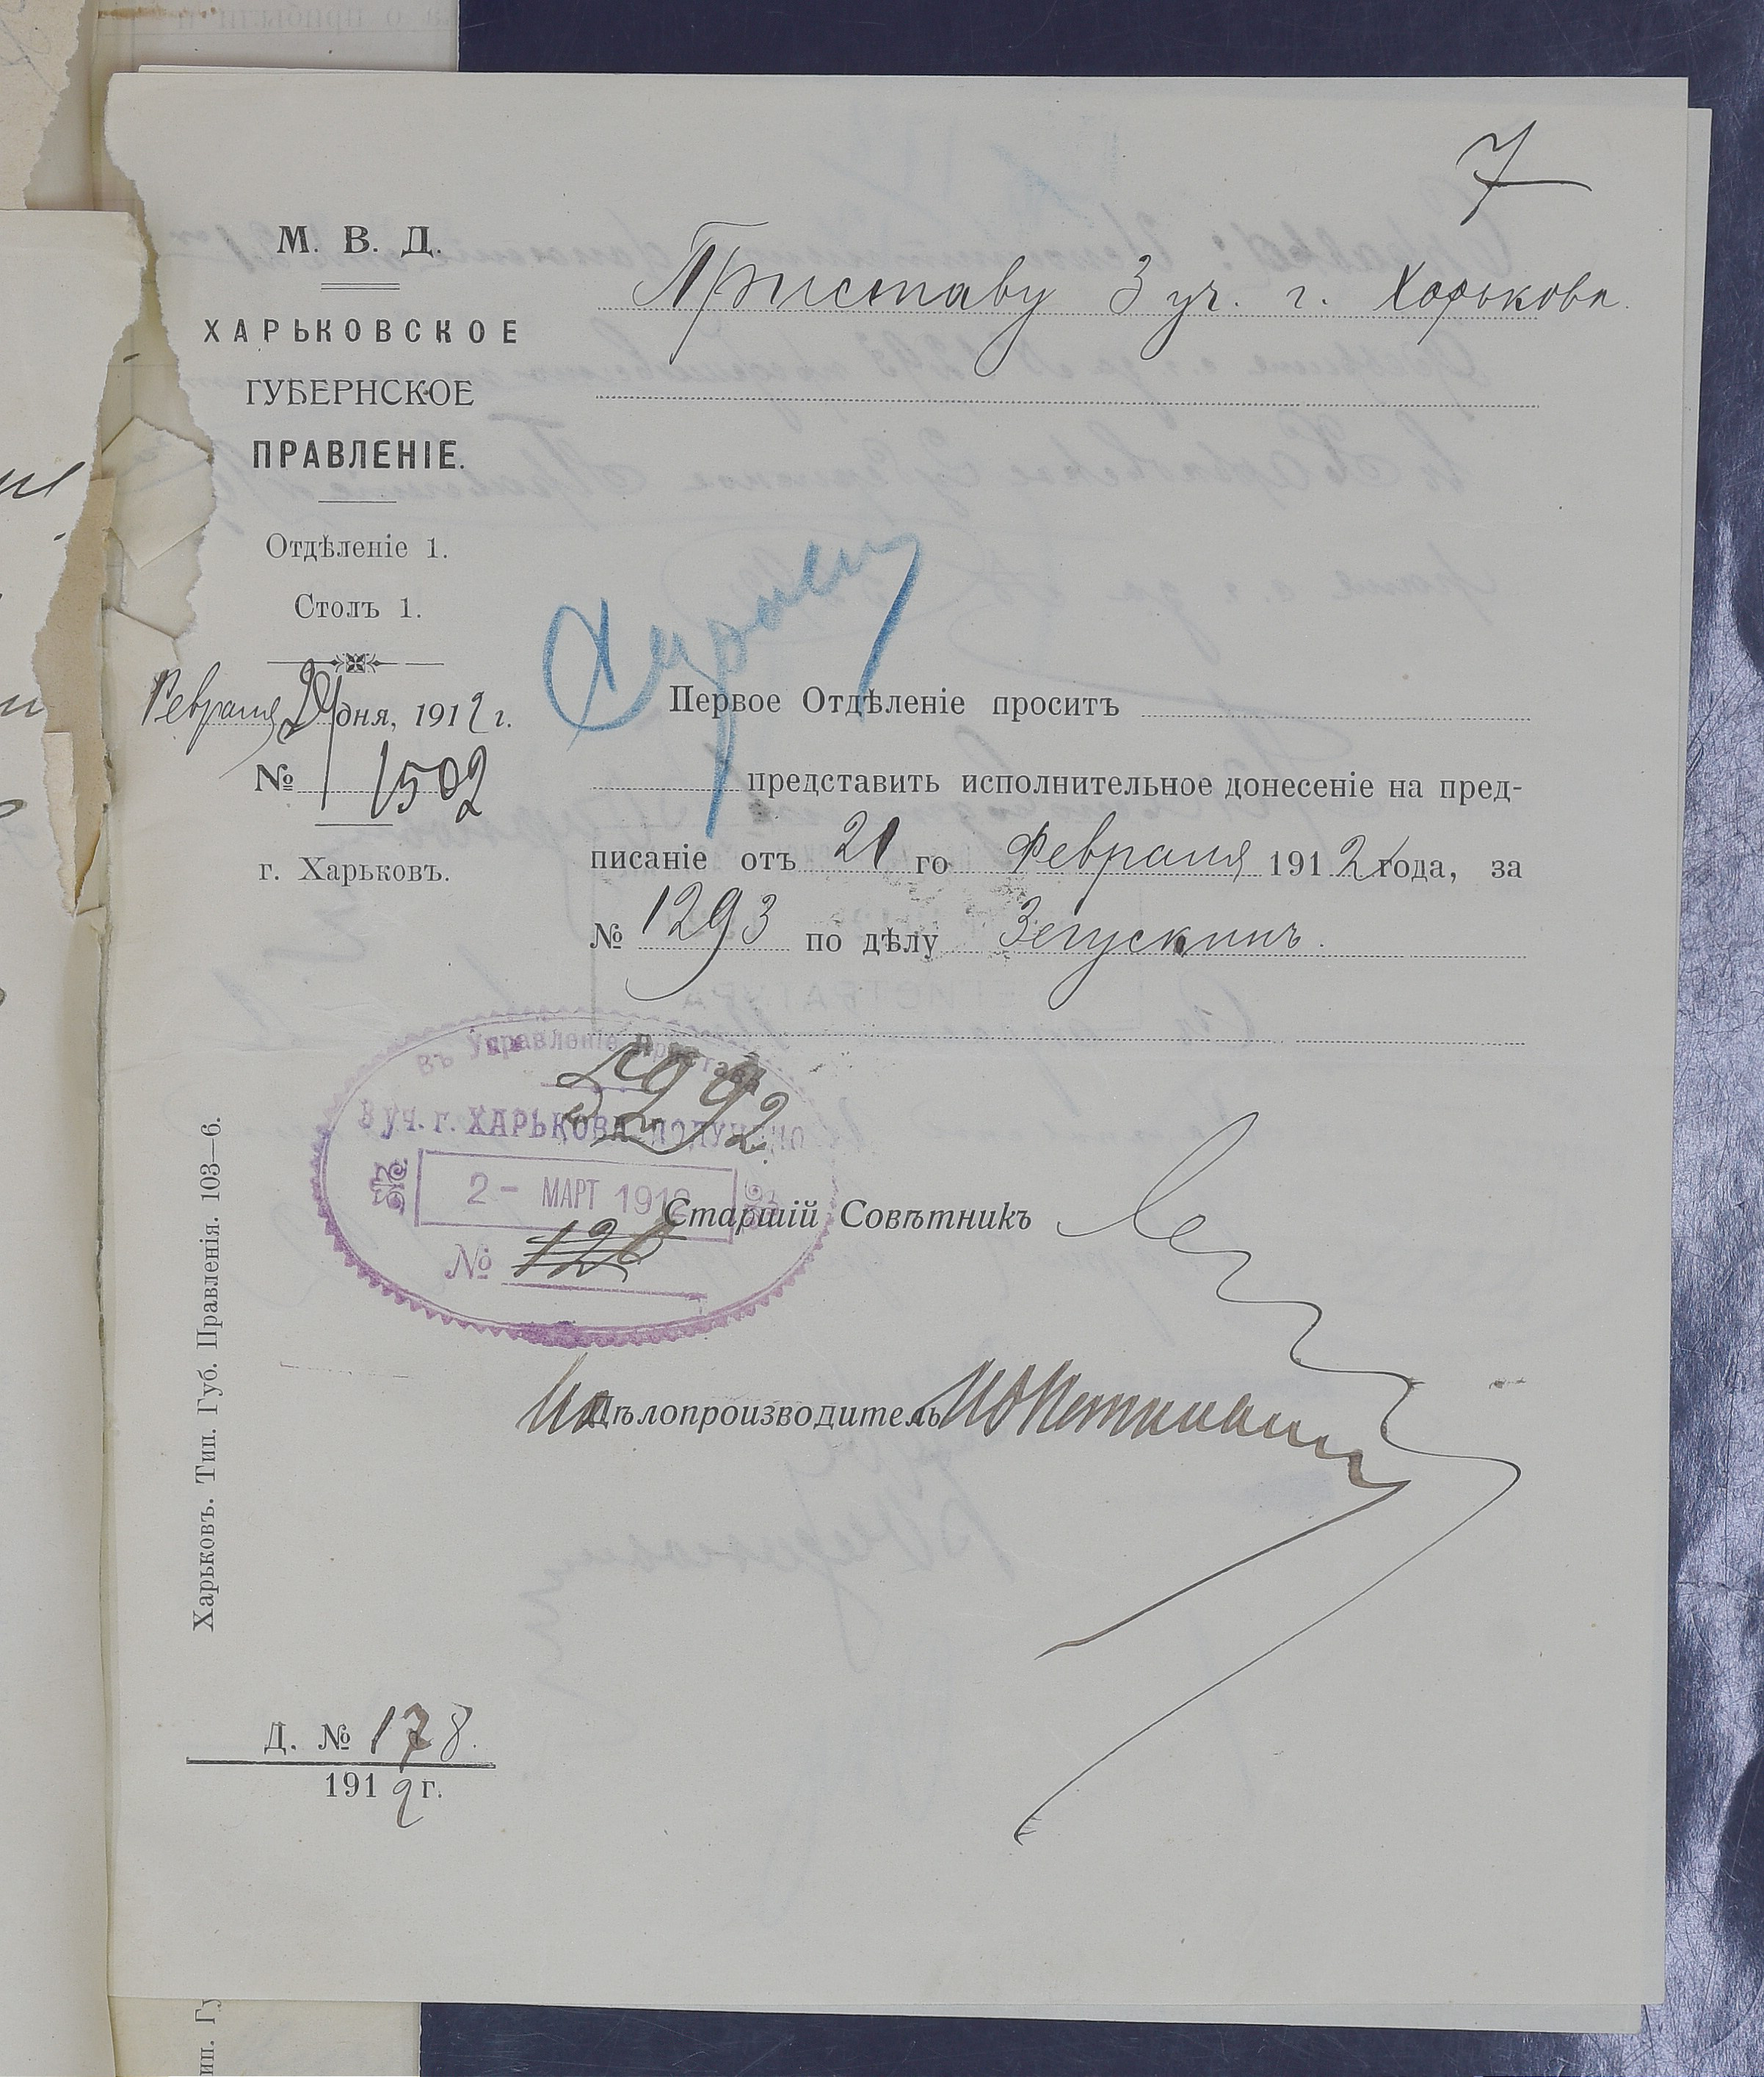 7
М. В. Д.
ХАРЬКОВСКОЕ
ГУБЕРНСКОЕ
ПРАВЛЕНІЕ.
Отдѣленіе 1.
Столъ 1.
Февраля 29 дня, 1912 г.
№ 1502
г. Харьковъ.
Приставу 3 уч. г. Харькова.
Первое Отдѣленіе проситъ
представить исполнительное донесеніе на пред-
писаніе отъ 21 го Февраля 1912 года, за
№ 1293 по дѣлу
5292
Въ Управленіе Пристава
3 уч. г. ХАРЬКОВА ПОЛУЧЕНО
2 - МАРТ 1912
№ 126
Старшій Совѣтникъ
Дѣлопроизводитель
Харьковъ. Тип. Губ. Правленія. 103—6.
Д. № 178.
1912 г.